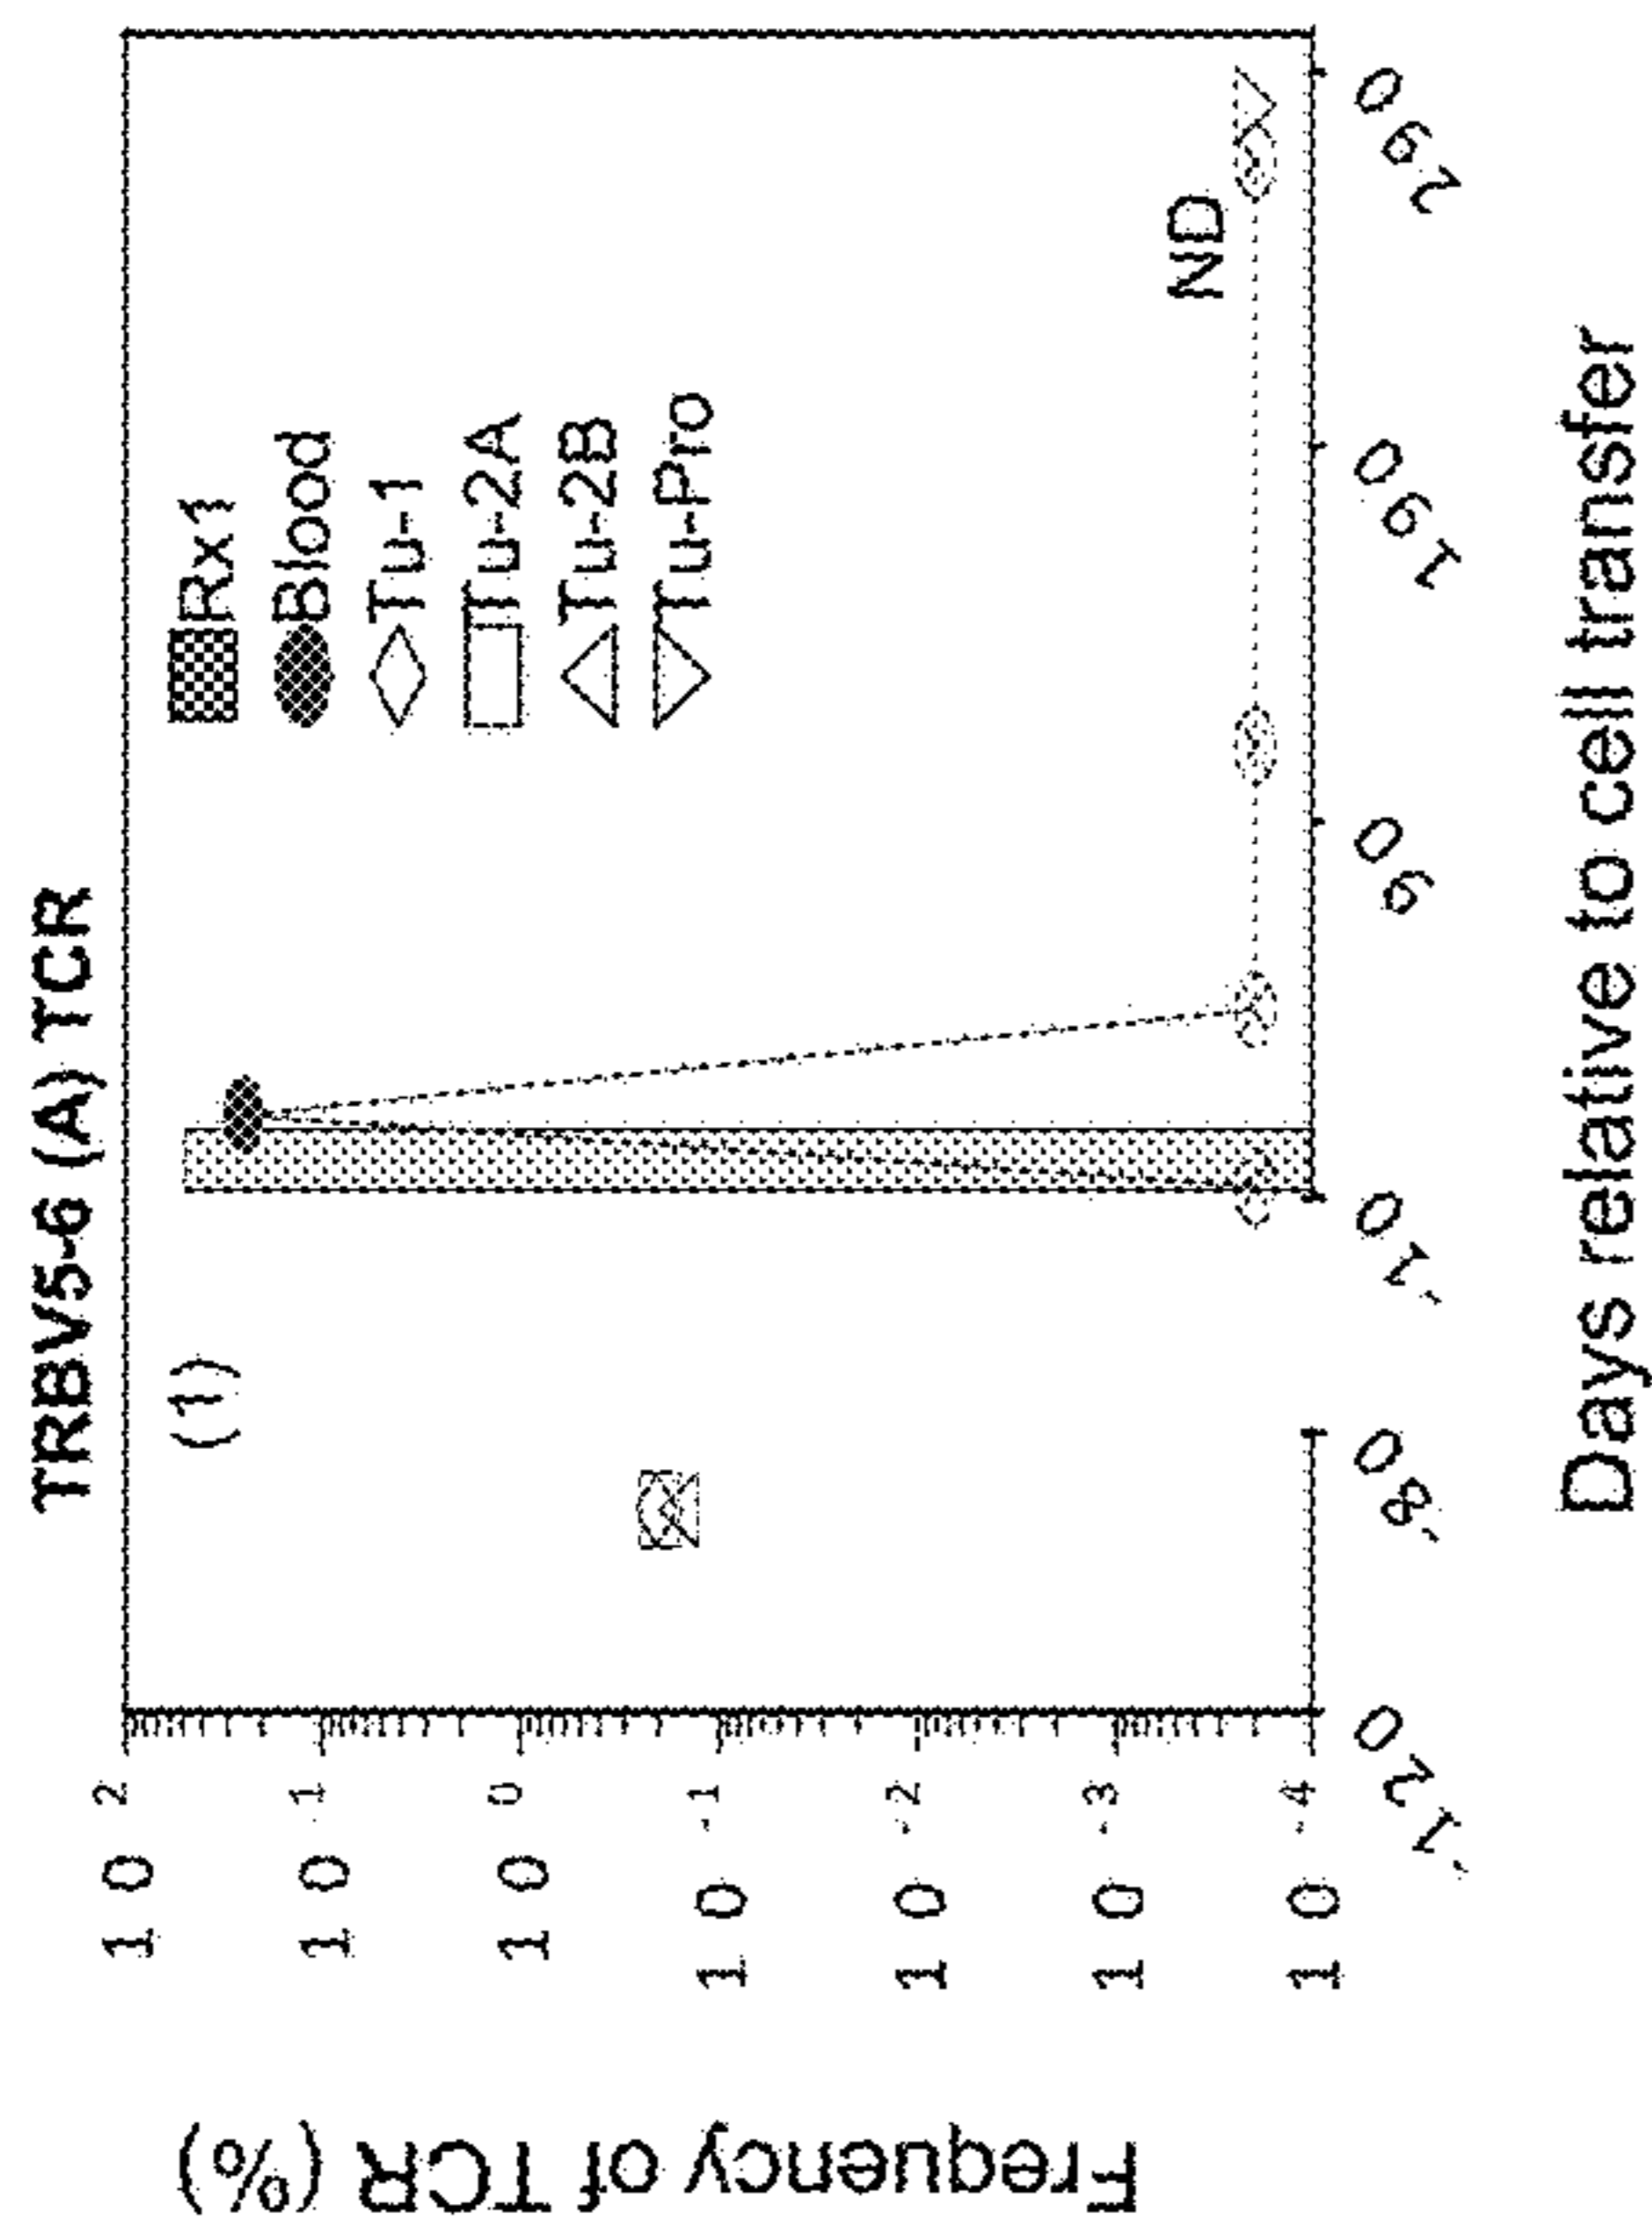 TRBV5-6 (A) TCR
(1)
Rx1
Blood
Tu-1
Tu-2A
Tu-2B
Tu-Pro
ND
Frequency of TCR (%)
10 2
10 1
10 0
10 -1
10 -2
10 -3
10 -4
-120
-80
-10
90
190
290
Days relative to cell transfer